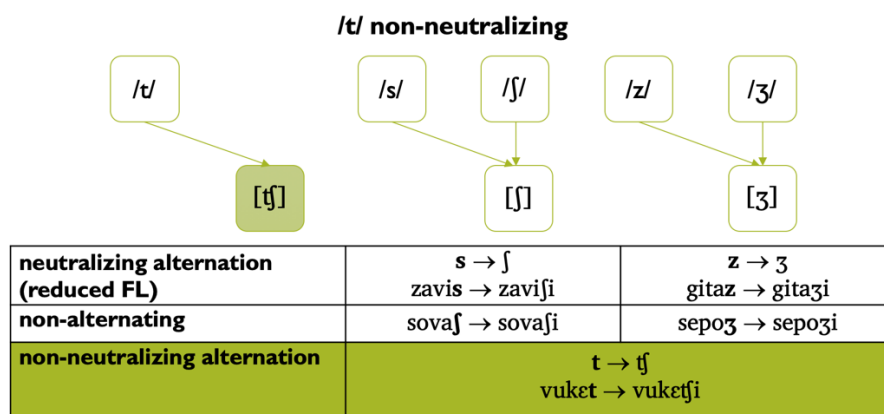 /t/ non-neutralizing
/t/ /s/ /ʃ/ /z/ /ʒ/
[tʃ] [ʃ] [ʒ]
neutralizing alternation (reduced FL)
s → ʃ
zavis → zaviʃi
z → ʒ
gitaz → gitaʒi
non-alternating
sovaʃ → sovaʃi
sepoʒ → sepoʒi
non-neutralizing alternation
t → tʃ
vukɛt → vukɛtʃi